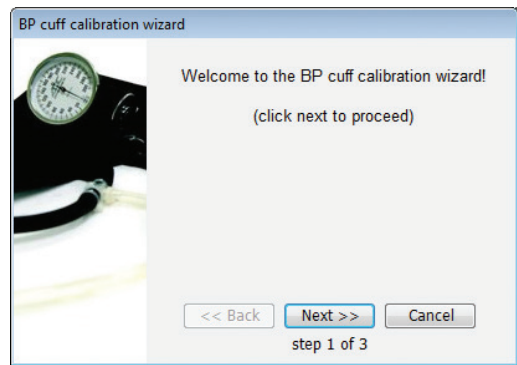 BP cuff calibration wizard
Welcome to the BP cuff calibration wizard!
(click next to proceed)
<< Back
Next >>
Cancel
step 1 of 3